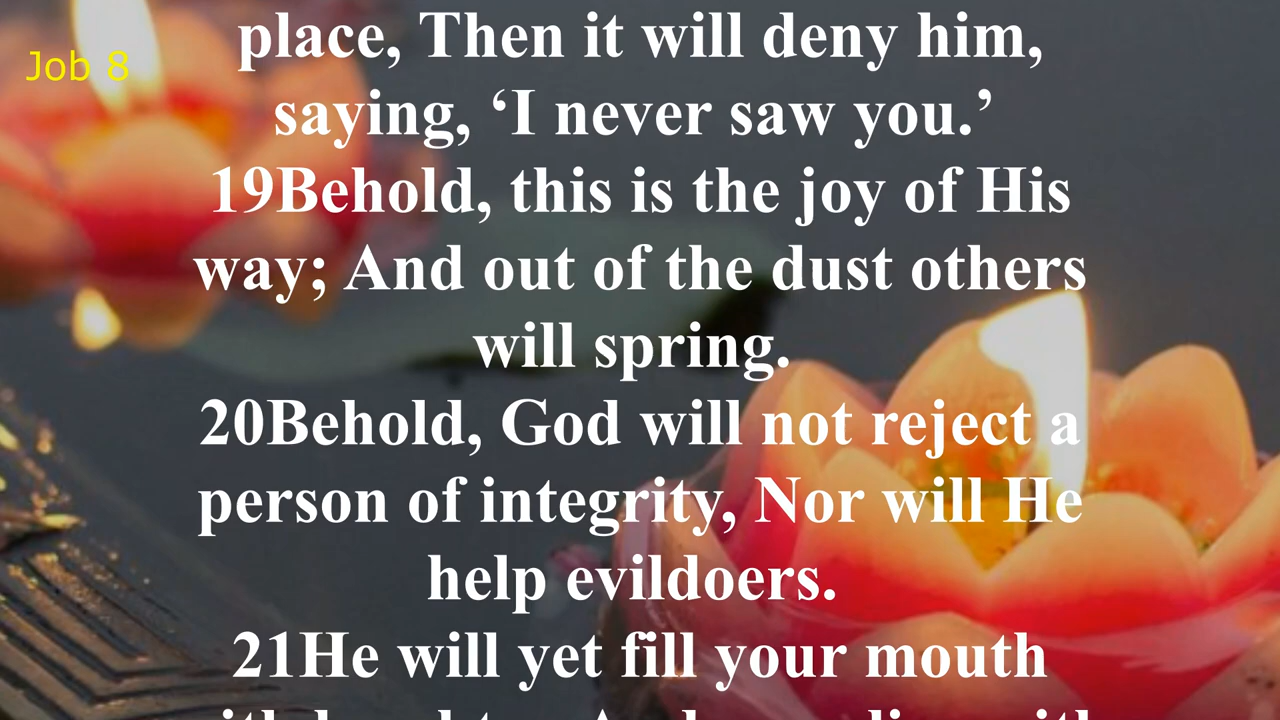 place, Then it will deny him,
Job 8
saying, ‘I never saw you.’
19Behold, this is the joy of His
way; And out of the dust others
will spring.
20Behold, God will not reject a
person of integrity, Nor will He
help evildoers.
21He will yet fill your mouth